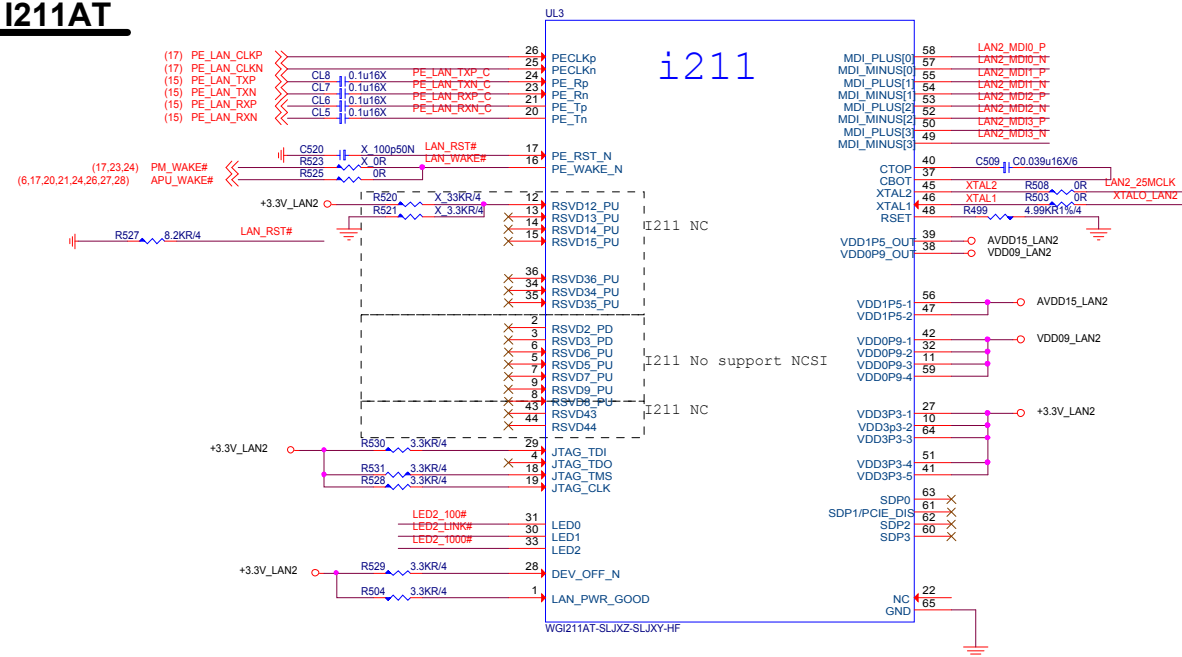 I211AT
UL3
i211
(17) PE_LAN_CLKP 26 PECLKp
(17) PE_LAN_CLKN 25 PECLKn
(15) PE_LAN_TXP CL8 0.1u16X PE_LAN_TXP_C 24 PE_Rp
(15) PE_LAN_TXN CL7 0.1u16X PE_LAN_TXN_C 23 PE_Rn
(15) PE_LAN_RXP CL6 0.1u16X PE_LAN_RXP_C 21 PE_Tp
(15) PE_LAN_RXN CL5 0.1u16X PE_LAN_RXN_C 20 PE_Tn
C520 X_100p50N LAN_RST# 17 PE_RST_N
(17,23,24) PM_WAKE# R523 X_0R LAN_WAKE# 16 PE_WAKE_N
(6,17,20,21,24,26,27,28) APU_WAKE# R525 0R
+3.3V_LAN2 R520 X_33KR/4 12 RSVD12_PU
R521 X_3.3KR/4 13 RSVD13_PU
14 RSVD14_PU
15 RSVD15_PU
I211 NC
R527 8.2KR/4 LAN_RST#
36 RSVD36_PU
34 RSVD34_PU
35 RSVD35_PU
2 RSVD2_PD
3 RSVD3_PD
6 RSVD6_PU
5 RSVD5_PU
7 RSVD7_PU
9 RSVD9_PU
8 RSVD8_PU
I211 No support NCSI
43 RSVD43
44 RSVD44
I211 NC
+3.3V_LAN2 R530 3.3KR/4 29 JTAG_TDI
4 JTAG_TDO
R531 3.3KR/4 18 JTAG_TMS
R528 3.3KR/4 19 JTAG_CLK
LED2_100# 31 LED0
LED2_LINK# 30 LED1
LED2_1000# 33 LED2
+3.3V_LAN2 R529 3.3KR/4 28 DEV_OFF_N
R504 3.3KR/4 1 LAN_PWR_GOOD
MDI_PLUS[0] 58 LAN2_MDI0_P
MDI_MINUS[0] 57 LAN2_MDI0_N
MDI_PLUS[1] 55 LAN2_MDI1_P
MDI_MINUS[1] 54 LAN2_MDI1_N
MDI_PLUS[2] 53 LAN2_MDI2_P
MDI_MINUS[2] 52 LAN2_MDI2_N
MDI_PLUS[3] 50 LAN2_MDI3_P
MDI_MINUS[3] 49 LAN2_MDI3_N
CTOP 40 C509 C0.039u16X/6
CBOT 37
XTAL2 45 XTAL2 R508 0R LAN2_25MCLK
XTAL1 46 XTAL1 R503 0R XTALO_LAN2
RSET 48 R499 4.99KR1%/4
VDD1P5_OUT 39 AVDD15_LAN2
VDD0P9_OUT 38 VDD09_LAN2
VDD1P5-1 56 AVDD15_LAN2
VDD1P5-2 47
VDD0P9-1 42 VDD09_LAN2
VDD0P9-2 32
VDD0P9-3 11
VDD0P9-4 59
VDD3P3-1 27 +3.3V_LAN2
VDD3p3-2 10
VDD3P3-3 64
VDD3P3-4 51
VDD3P3-5 41
SDP0 63
SDP1/PCIE_DIS 61
SDP2 62
SDP3 60
NC 22
GND 65
WGI211AT-SLJXZ-SLJXY-HF